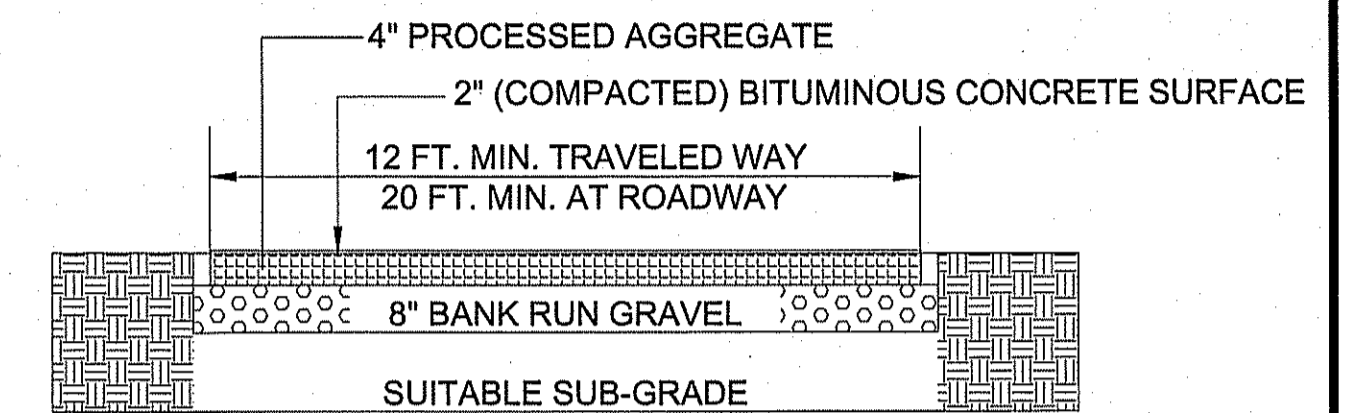 4" PROCESSED AGGREGATE
2" (COMPACTED) BITUMINOUS CONCRETE SURFACE
12 FT. MIN. TRAVELED WAY
20 FT. MIN. AT ROADWAY
8" BANK RUN GRAVEL
SUITABLE SUB-GRADE